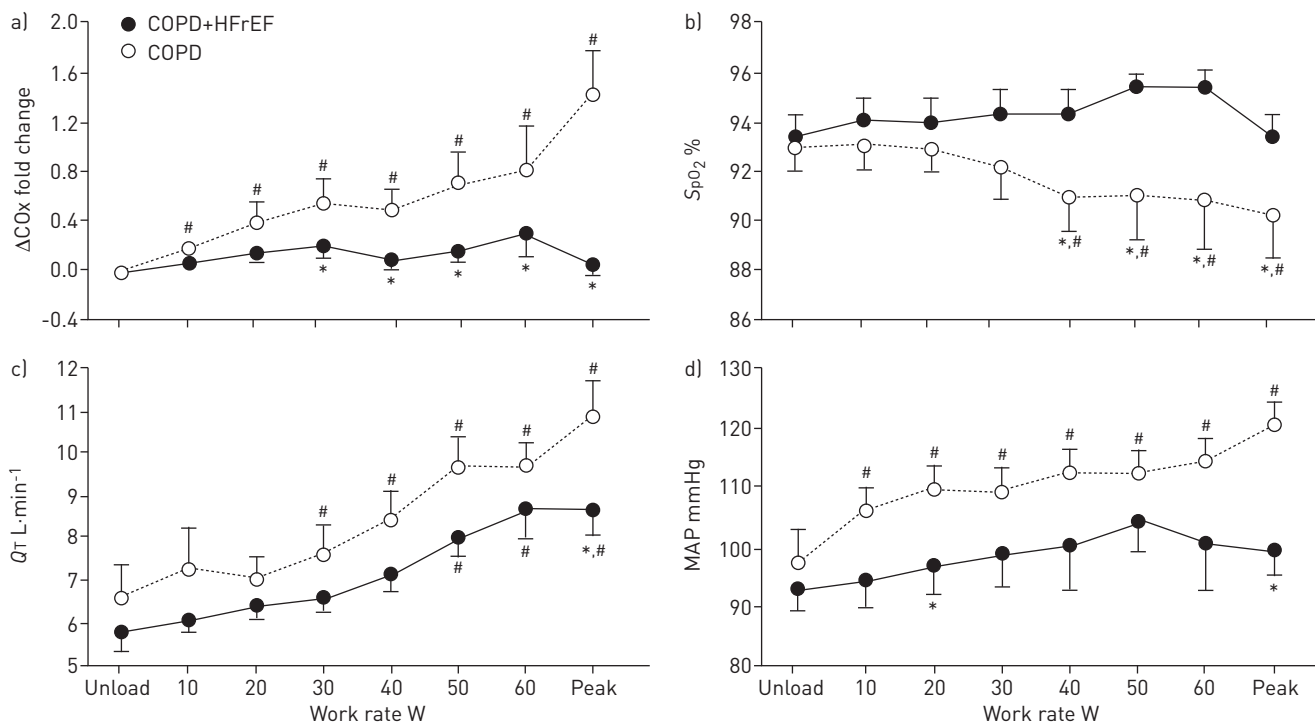 a)
2.0
1.6
1.2
0.8
0.4
0.0
-0.4
ΔCOx fold change
COPD+HFrEF
COPD
# # # # # # #
* * * * *
b)
98
96
94
92
90
88
86
SpO2 %
*,# *,# *,# *,#
c)
12
11
10
9
8
7
6
5
QT L·min-1
# # # # #
# # *,#
Unload 10 20 30 40 50 60 Peak
Work rate W
d)
130
120
110
100
90
80
MAP mmHg
# # # # # # #
* *
Unload 10 20 30 40 50 60 Peak
Work rate W